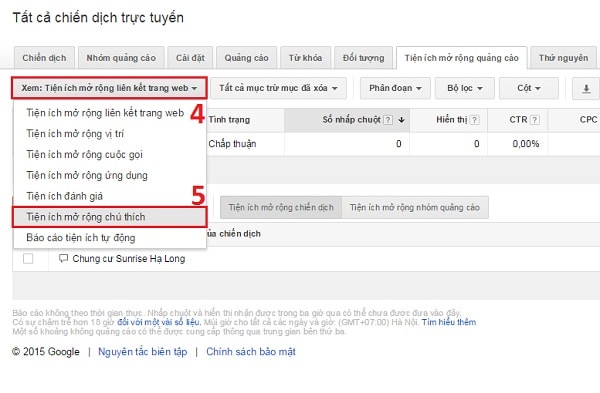 Tất cả chiến dịch trực tuyến
Chiến dịch Nhóm quảng cáo Cài đặt Quảng cáo Từ khóa Đối tượng Tiện ích mở rộng quảng cáo Thứ nguyên
Xem: Tiện ích mở rộng liên kết trang web Tất cả mục trừ mục đã xóa Phân đoạn Bộ lọc Cột
Tiện ích mở rộng liên kết trang web 4
Tình trạng Số nhấp chuột ? Hiển thị ? CTR ? CPC
Tiện ích mở rộng vị trí
Chấp thuận 0 0 0,00%
Tiện ích mở rộng cuộc gọi
Tiện ích mở rộng ứng dụng
Tiện ích đánh giá 5
Tiện ích mở rộng chiến dịch Tiện ích mở rộng nhóm quảng cáo
Tiện ích mở rộng chú thích
Báo cáo tiện ích tự động
của chiến dịch
Chung cư Sunrise Hạ Long
Báo cáo không theo thời gian thực. Nhấp chuột và hiển thị nhận được trong ba giờ qua có thể chưa được đưa vào đây.
Có sự chậm trễ hơn 18 giờ đối với một vài số liệu. Múi giờ cho tất cả các ngày và giờ: (GMT+07:00) Hà Nội. Tìm hiểu thêm
Một số khoảng không quảng cáo có thể được cung cấp thông qua trung gian bên thứ ba.
© 2015 Google | Nguyên tắc biên tập | Chính sách bảo mật